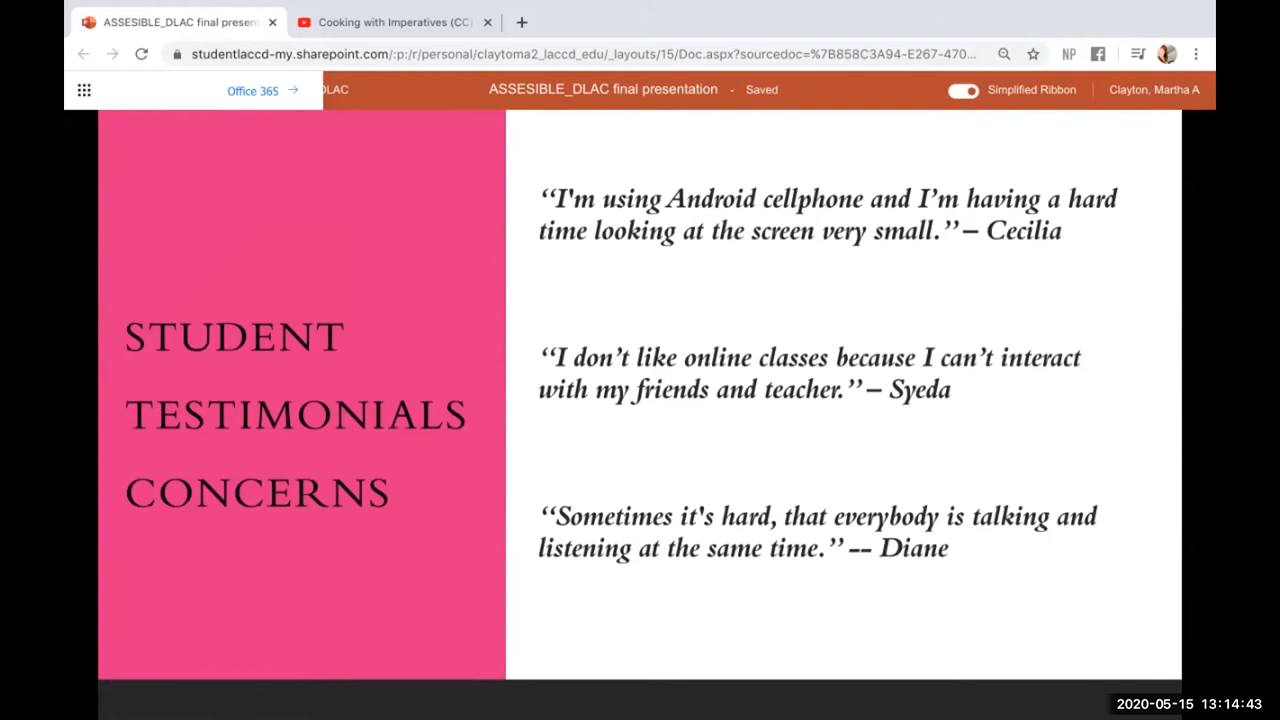 ASSESIBLE_DLAC final presen
Cooking with Imperatives (CC
studentlaccd-my.sharepoint.com/:p:/r/personal/claytoma2_laccd_edu/_layouts/15/Doc.aspx?sourcedoc=%7B858C3A94-E267-470...
NP
Office 365
DLAC
ASSESIBLE_DLAC final presentation - Saved
Simplified Ribbon
Clayton, Martha A
STUDENT
TESTIMONIALS
CONCERNS
“I'm using Android cellphone and I’m having a hard
time looking at the screen very small.” – Cecilia
“I don’t like online classes because I can’t interact
with my friends and teacher.” – Syeda
“Sometimes it's hard, that everybody is talking and
listening at the same time.” -- Diane
2020-05-15 13:14:43